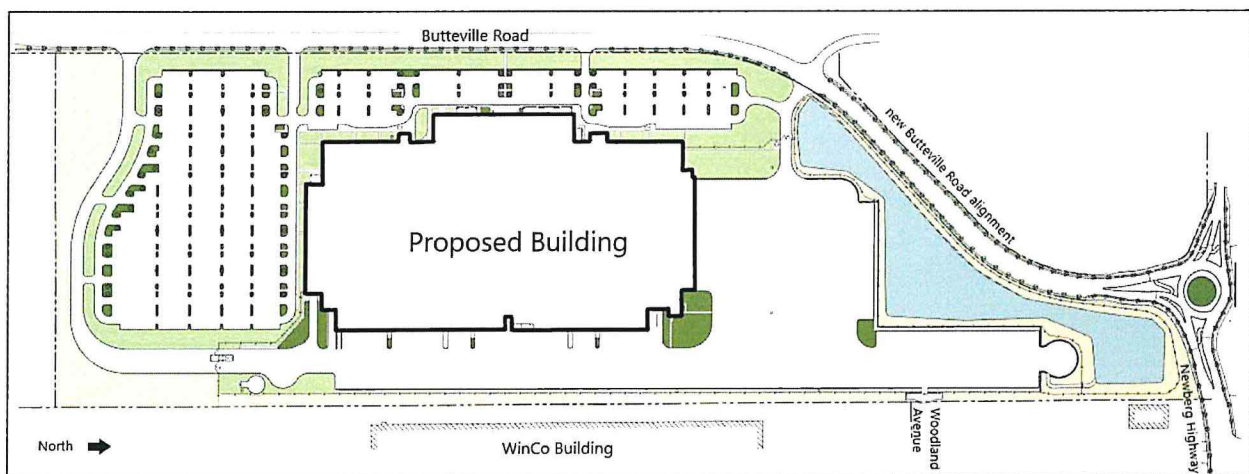 Butteville Road
new Butteville Road alignment
Proposed Building
Newberg Highway
Woodland
Avenue
North
WinCo Building